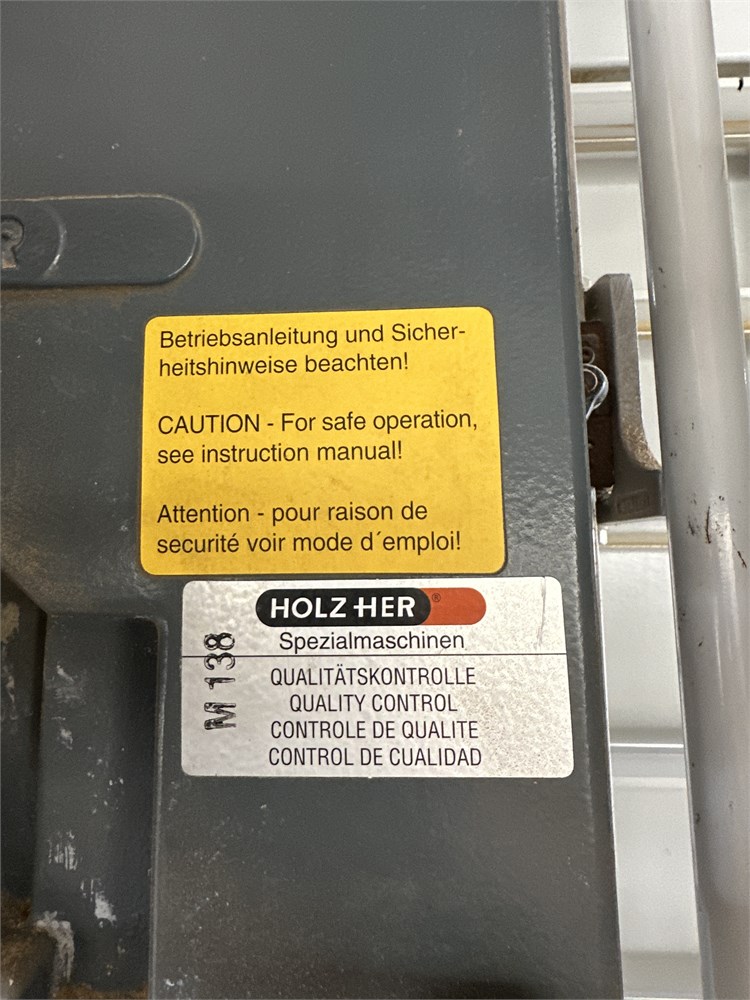 Betriebsanleitung und Sicher-
heitshinweise beachten!
CAUTION - For safe operation,
see instruction manual!
Attention - pour raison de
securité voir mode d´emploi!
HOLZ HER®
Spezialmaschinen
M 138
QUALITÄTSKONTROLLE
QUALITY CONTROL
CONTROLE DE QUALITE
CONTROL DE CUALIDAD